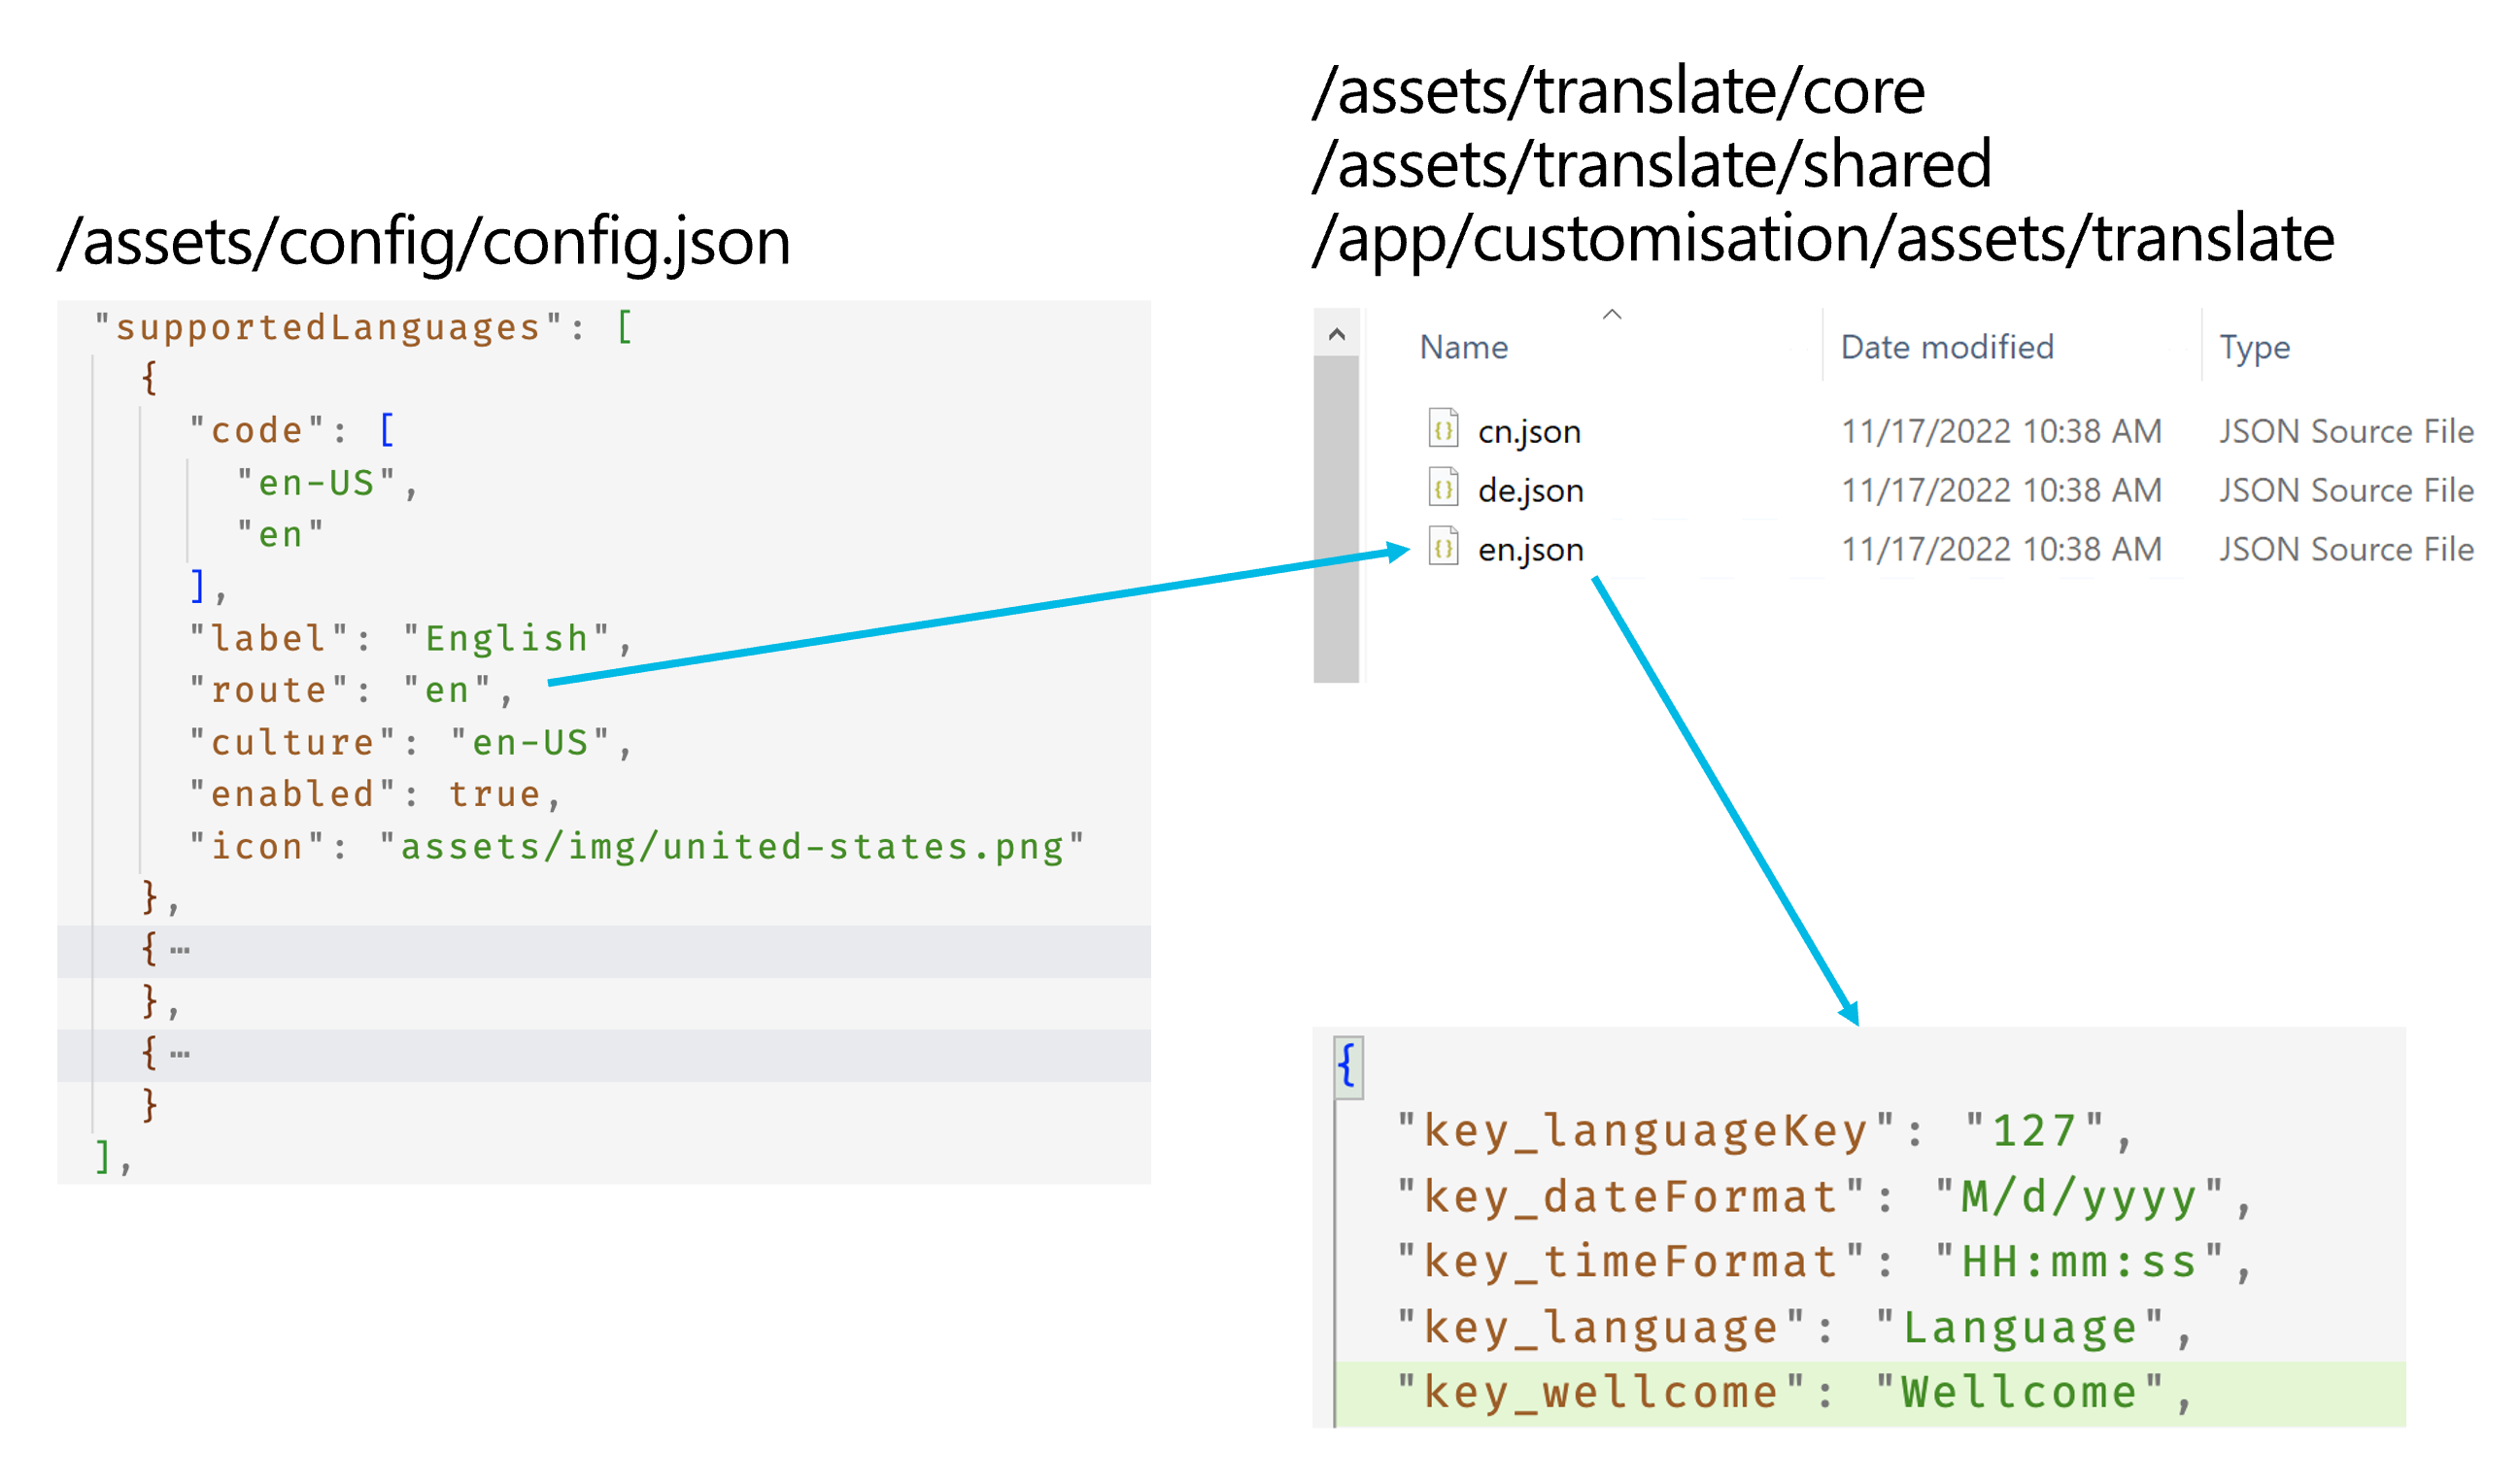 /assets/config/config.json
"supportedLanguages": [
{
"code": [
"en-US",
"en"
],
"label": "English",
"route": "en",
"culture": "en-US",
"enabled": true,
"icon": "assets/img/united-states.png"
},
{ ⋯
},
{ ⋯
}
],
/assets/translate/core
/assets/translate/shared
/app/customisation/assets/translate
Name Date modified Type
cn.json 11/17/2022 10:38 AM JSON Source File
de.json 11/17/2022 10:38 AM JSON Source File
en.json 11/17/2022 10:38 AM JSON Source File
{
"key_languageKey": "127",
"key_dateFormat": "M/d/yyyy",
"key_timeFormat": "HH:mm:ss",
"key_language": "Language",
"key_wellcome": "Wellcome",